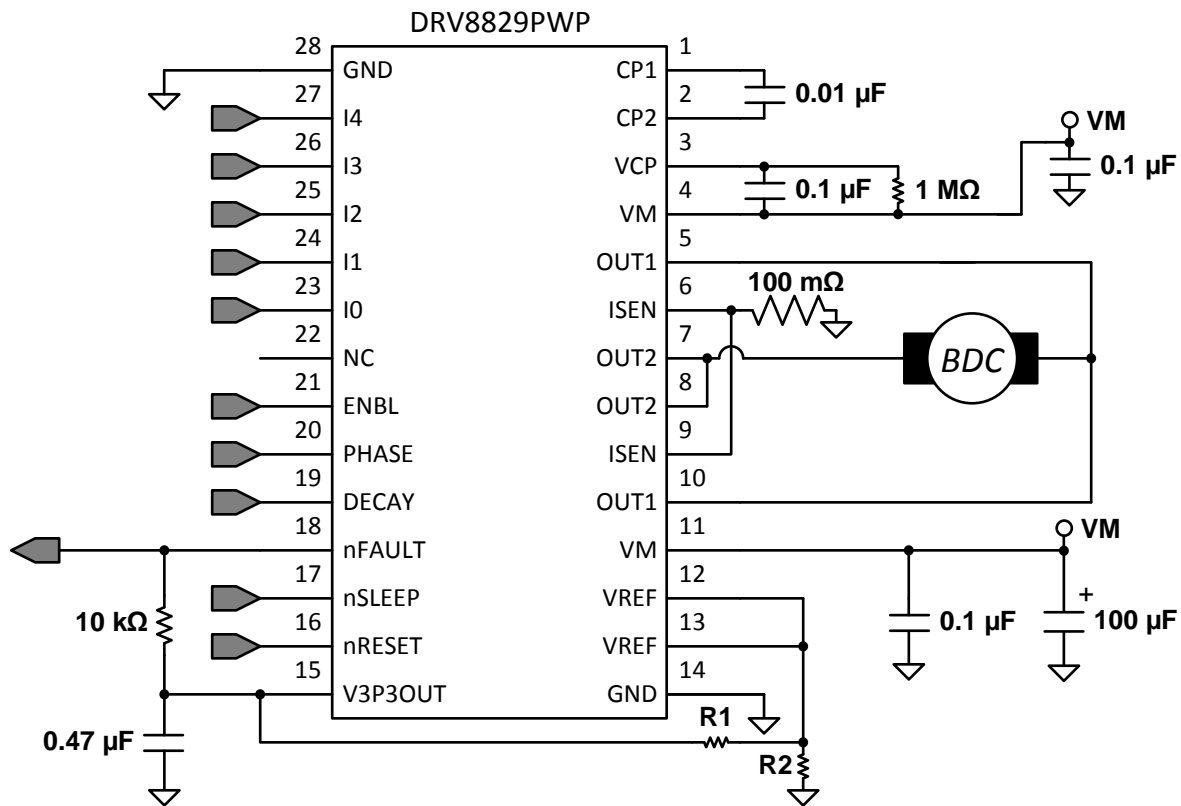 DRV8829PWP
28
GND
27
I4
26
I3
25
I2
24
I1
23
I0
22
NC
21
ENBL
20
PHASE
19
DECAY
18
nFAULT
17
nSLEEP
16
nRESET
15
V3P3OUT
10 kΩ
0.47 µF
1
CP1
2
CP2
0.01 µF
3
VCP
4
VM
0.1 µF
1 MΩ
VM
0.1 µF
5
OUT1
6
ISEN
100 mΩ
7
OUT2
8
OUT2
BDC
9
ISEN
10
OUT1
11
VM
VM
12
VREF
13
VREF
0.1 µF
+
100 µF
14
GND
R1
R2